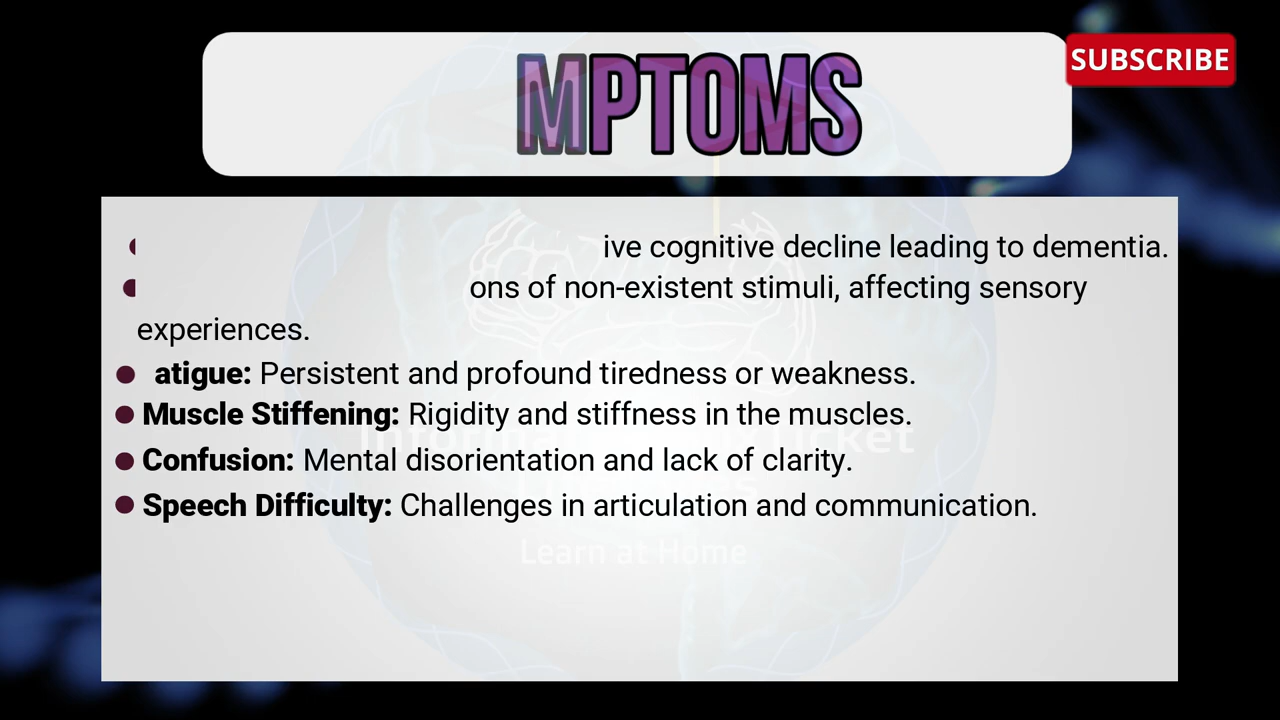 MPTOMS
SUBSCRIBE
ive cognitive decline leading to dementia.
ons of non-existent stimuli, affecting sensory
experiences.
atigue: Persistent and profound tiredness or weakness.
Muscle Stiffening: Rigidity and stiffness in the muscles.
Confusion: Mental disorientation and lack of clarity.
Speech Difficulty: Challenges in articulation and communication.
Learn at Home